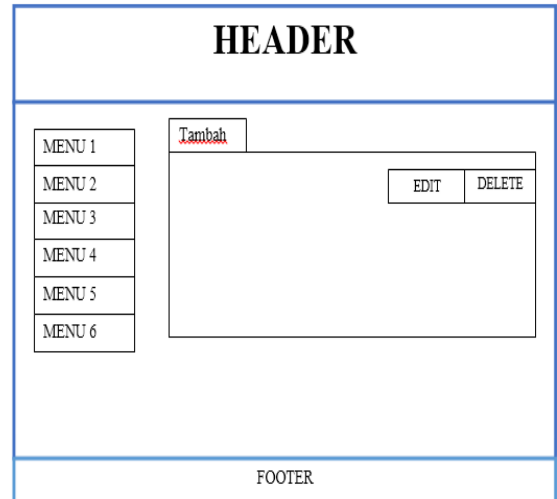 HEADER
MENU 1
MENU 2
MENU 3
MENU 4
MENU 5
MENU 6
Tambah
EDIT
DELETE
FOOTER